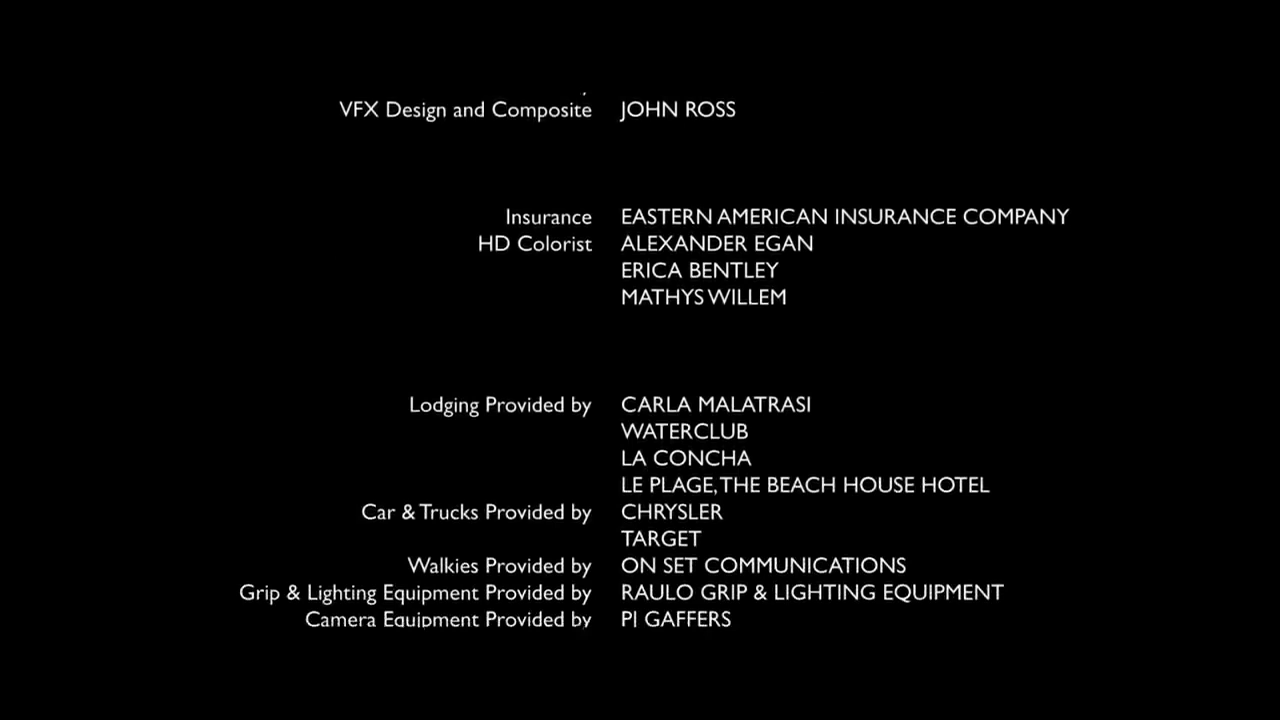 VFX Design and Composite JOHN ROSS
Insurance EASTERN AMERICAN INSURANCE COMPANY
HD Colorist ALEXANDER EGAN
ERICA BENTLEY
MATHYS WILLEM
Lodging Provided by CARLA MALATRASI
WATERCLUB
LA CONCHA
LE PLAGE, THE BEACH HOUSE HOTEL
Car & Trucks Provided by CHRYSLER
TARGET
Walkies Provided by ON SET COMMUNICATIONS
Grip & Lighting Equipment Provided by RAULO GRIP & LIGHTING EQUIPMENT
Camera Equipment Provided by PI GAFFERS